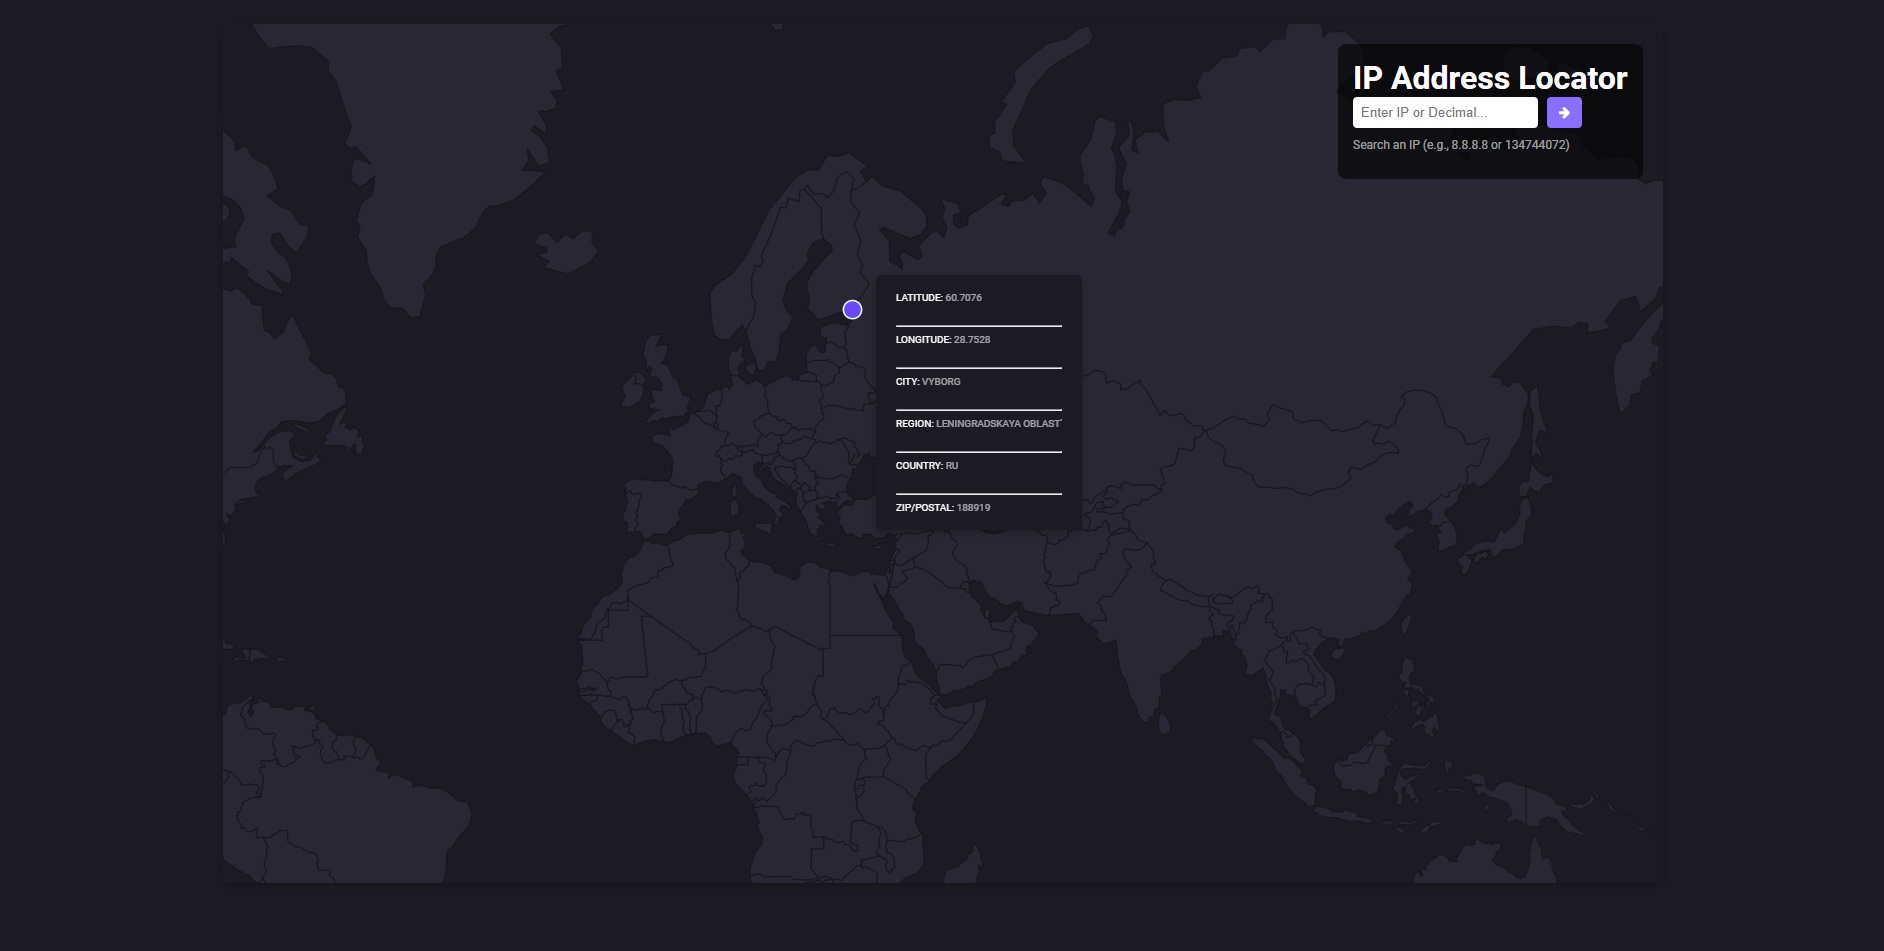 IP Address Locator
Enter IP or Decimal...
Search an IP (e.g., 8.8.8.8 or 134744072)
LATITUDE: 60.7076
LONGITUDE: 28.7528
CITY: VYBORG
REGION: LENINGRADSKAYA OBLAST'
COUNTRY: RU
ZIP/POSTAL: 188919